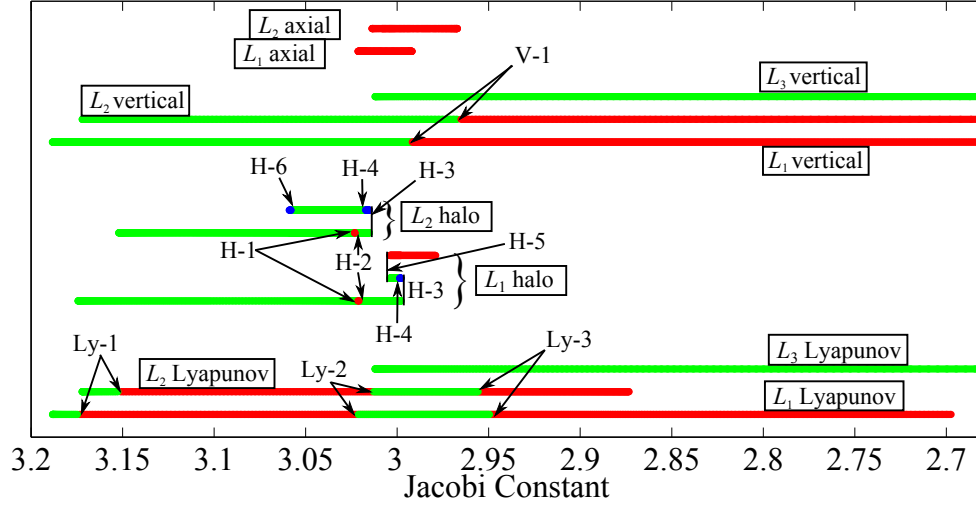 L₂ axial
L₁ axial
V-1
L₃ vertical
L₂ vertical
L₁ vertical
H-6
H-4
H-3
L₂ halo
H-1
H-2
H-5
L₁ halo
H-3
H-4
Ly-1
Ly-2
Ly-3
L₃ Lyapunov
L₂ Lyapunov
L₁ Lyapunov
3.2 3.15 3.1 3.05 3 2.95 2.9 2.85 2.8 2.75 2.7
Jacobi Constant